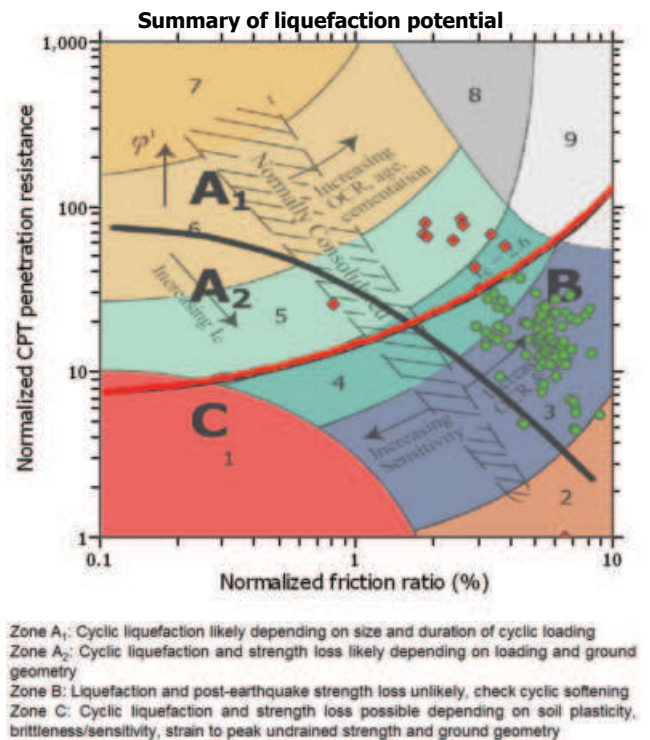 Summary of liquefaction potential
1,000
7
8
9
φ'
Increasing
OCR, age,
cementation
Normally Consolidated
A1
100
6
A2
Increasing Ic
B
5
10
4
Increasing
Sensitivity
3
C
1
2
1
0.1
1
10
Normalized CPT penetration resistance
Normalized friction ratio (%)
Zone A1: Cyclic liquefaction likely depending on size and duration of cyclic loading
Zone A2: Cyclic liquefaction and strength loss likely depending on loading and ground
geometry
Zone B: Liquefaction and post-earthquake strength loss unlikely, check cyclic softening
Zone C: Cyclic liquefaction and strength loss possible depending on soil plasticity,
brittleness/sensitivity, strain to peak undrained strength and ground geometry